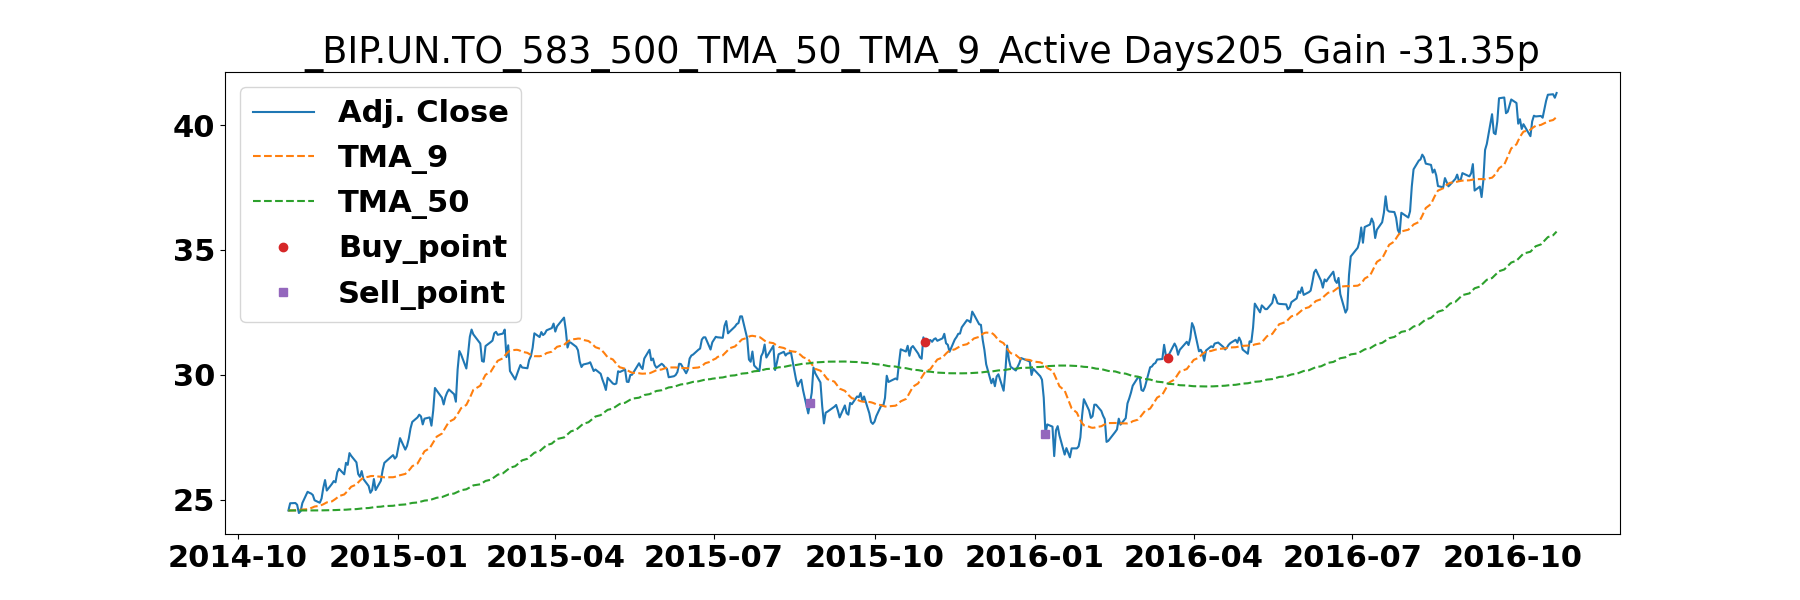 _BIP.UN.TO_583_500_TMA_50_TMA_9_Active Days205_Gain -31.35p
Adj. Close
TMA_9
TMA_50
Buy_point
Sell_point
40
35
30
25
2014-10 2015-01 2015-04 2015-07 2015-10 2016-01 2016-04 2016-07 2016-10